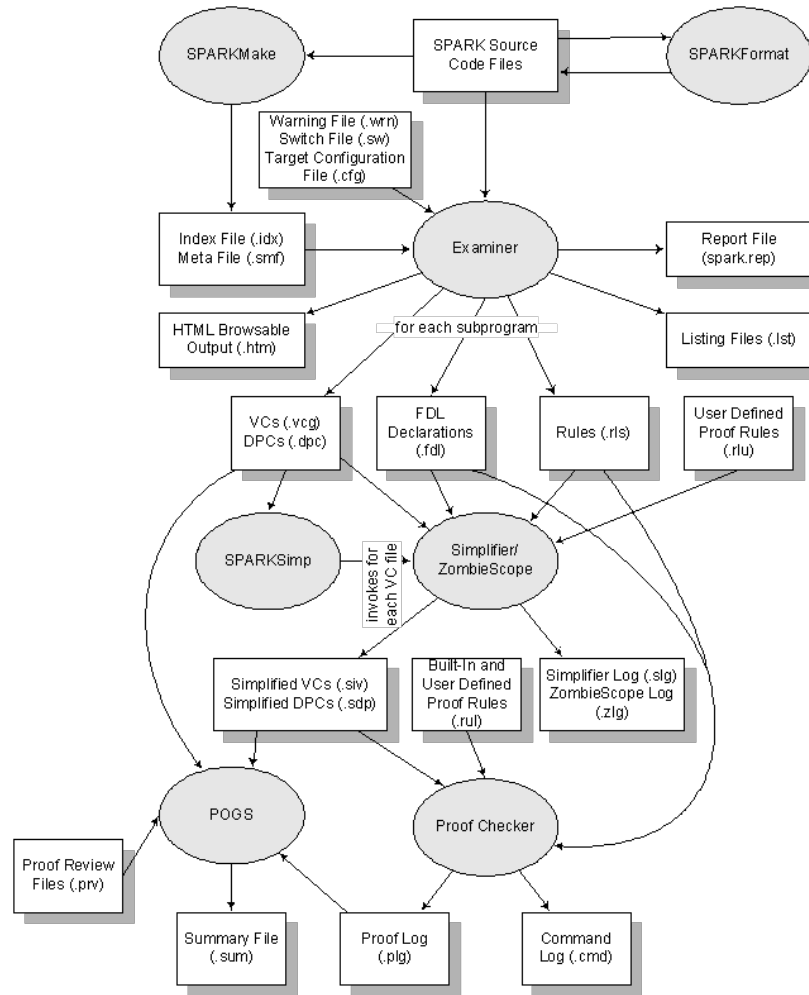 SPARKMake
SPARK Source
Code Files
SPARKFormat
Warning File (.wrn)
Switch File (.sw)
Target Configuration
File (.cfg)
Index File (.idx)
Meta File (.smf)
Examiner
Report File
(spark.rep)
HTML Browsable
Output (.htm)
for each subprogram
Listing Files (.lst)
VCs (.vcg)
DPCs (.dpc)
FDL
Declarations
(.fdl)
Rules (.rls)
User Defined
Proof Rules
(.rlu)
SPARKSimp
invokes for
each VC file
Simplifier/
ZombieScope
Simplified VCs (.siv)
Simplified DPCs (.sdp)
Built-In and
User Defined
Proof Rules
(.rul)
Simplifier Log (.slg)
ZombieScope Log
(.zlg)
POGS
Proof Checker
Proof Review
Files (.prv)
Summary File
(.sum)
Proof Log
(.plg)
Command
Log (.cmd)